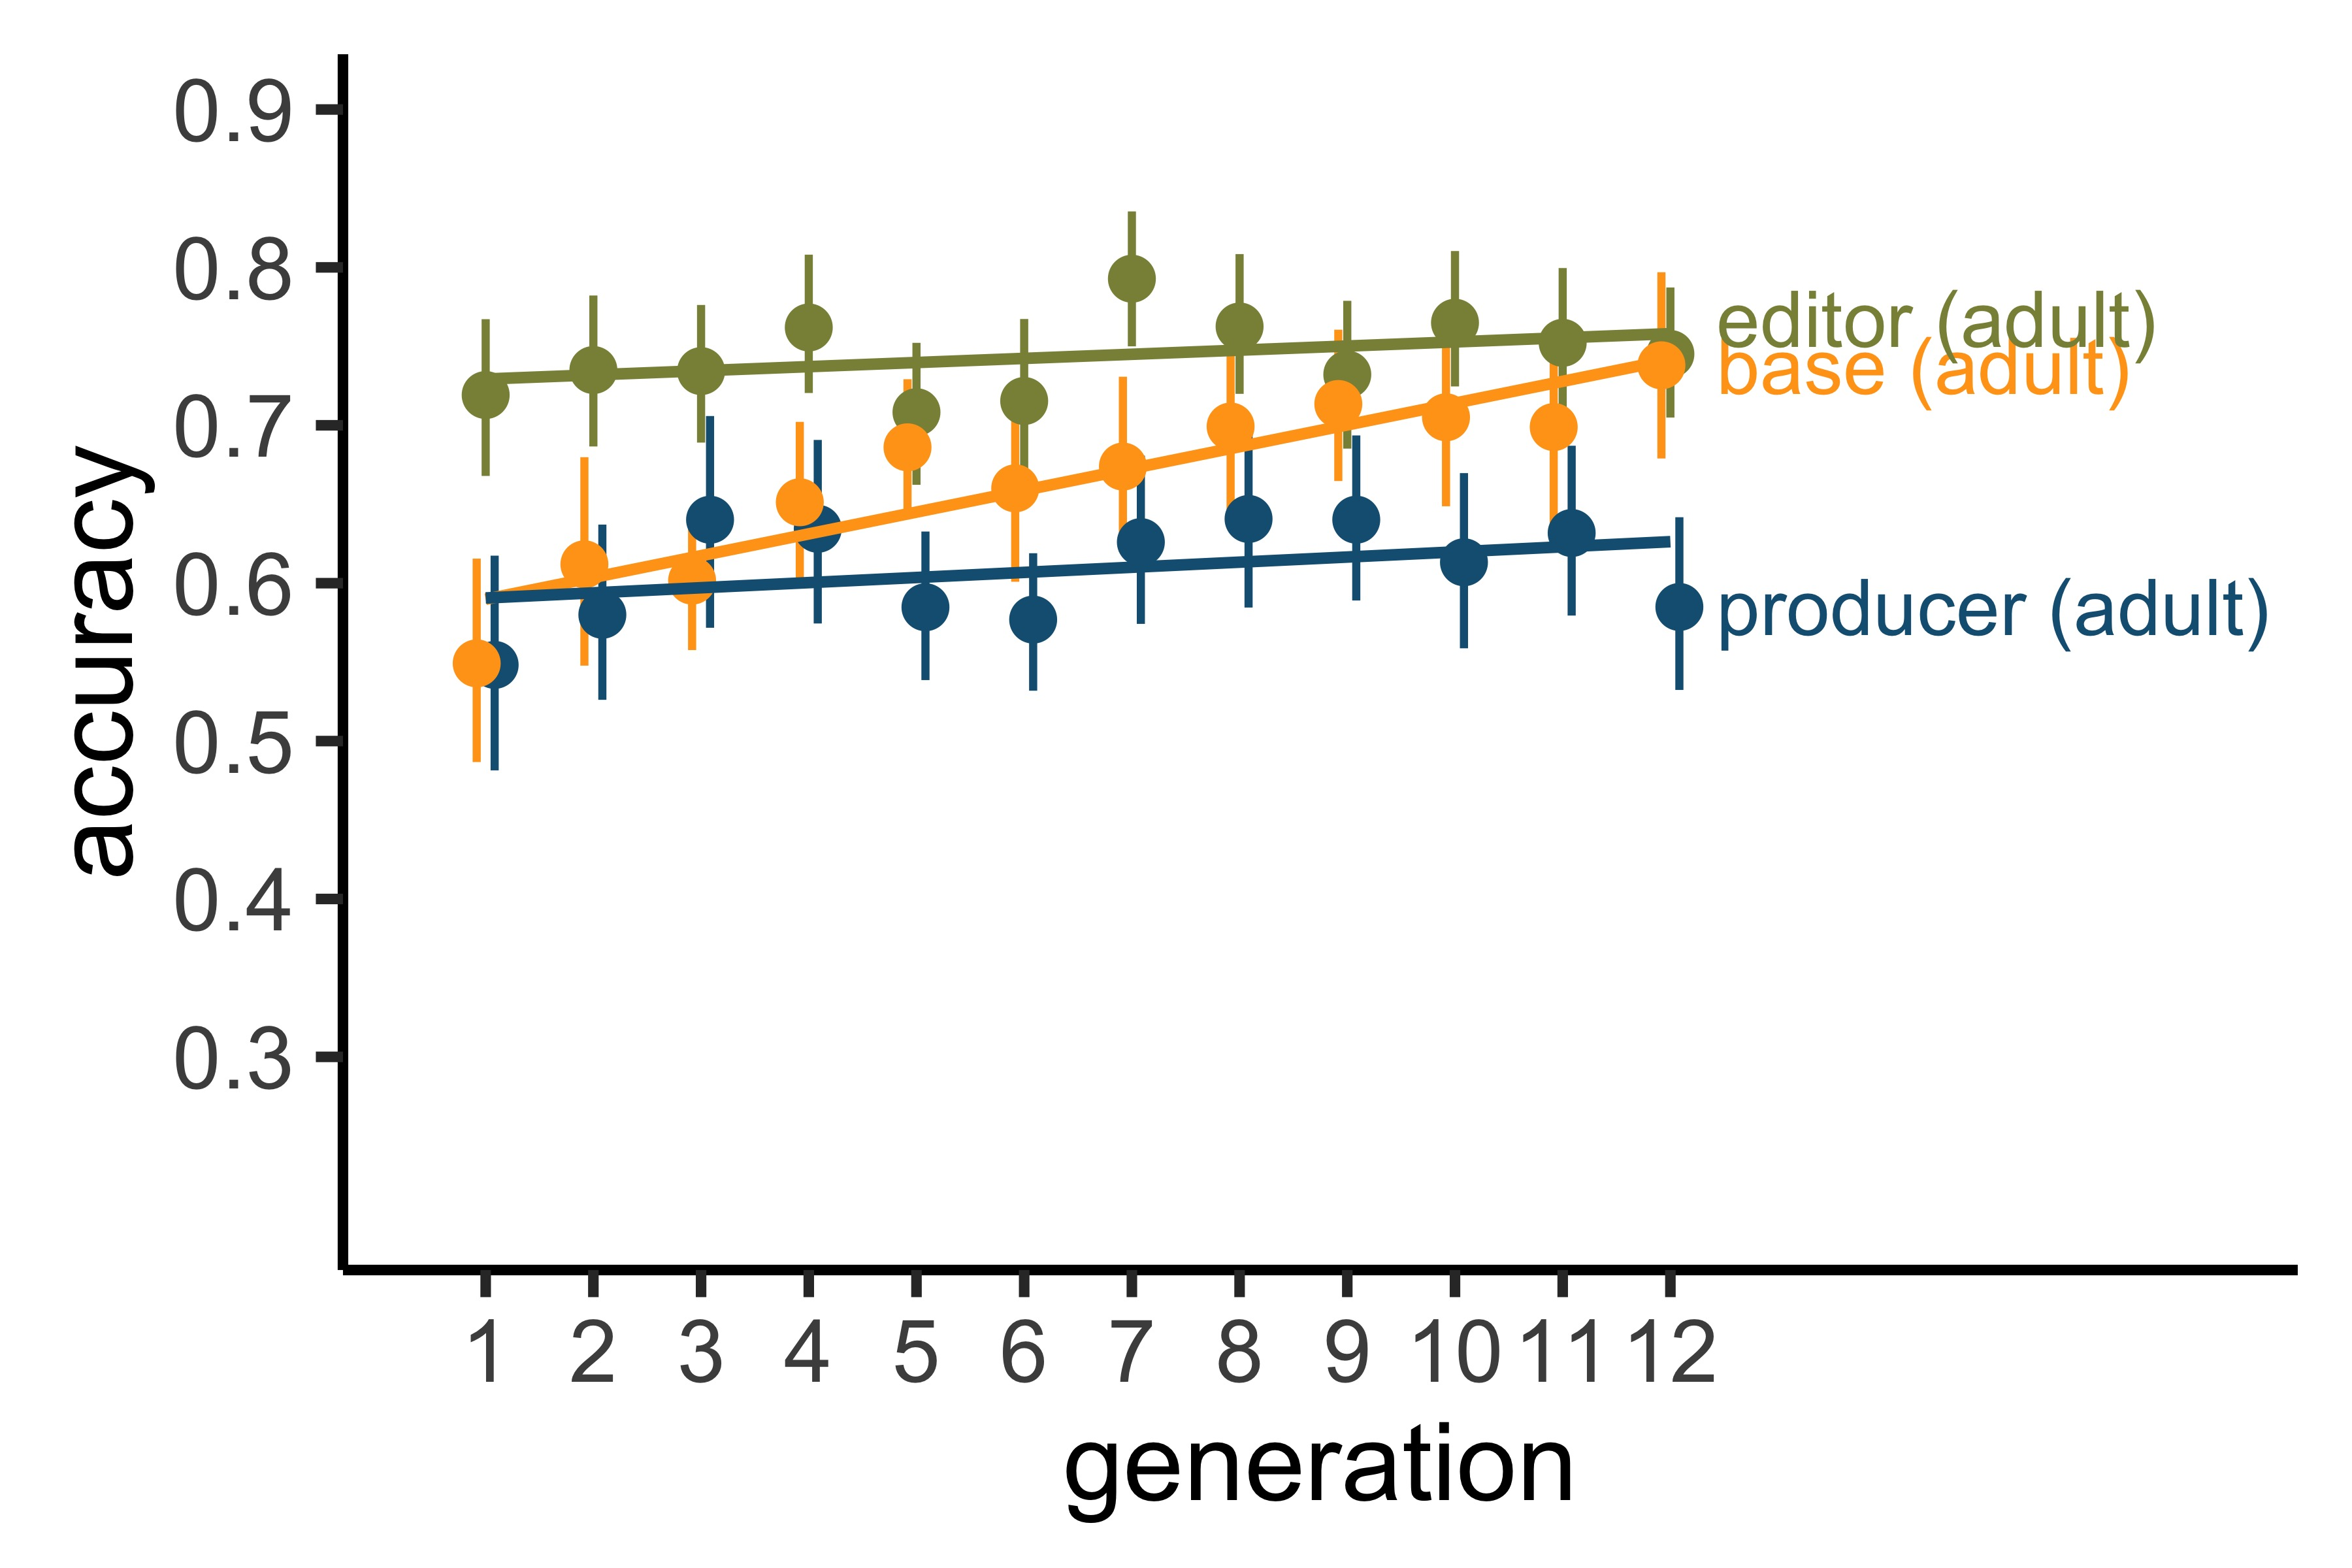 accuracy
0.9
0.8
0.7
0.6
0.5
0.4
0.3
editor (adult)
base (adult)
producer (adult)
1 2 3 4 5 6 7 8 9 10 11 12
generation